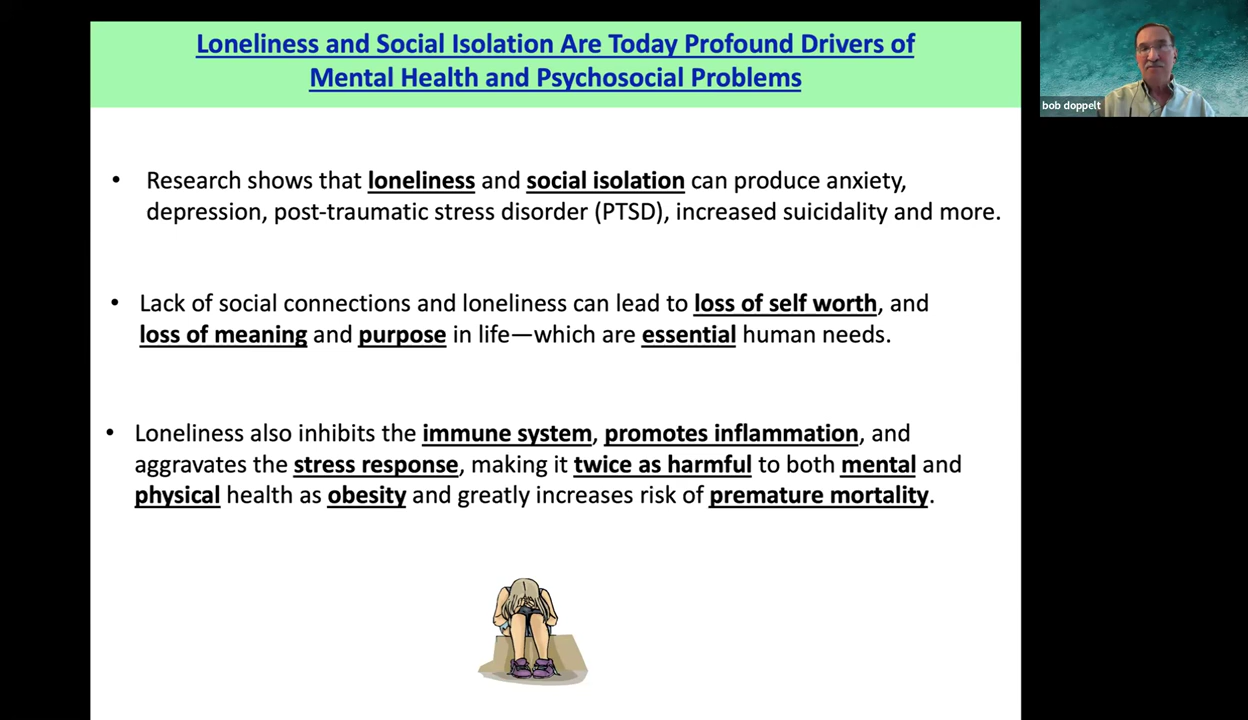 Loneliness and Social Isolation Are Today Profound Drivers of
Mental Health and Psychosocial Problems
bob doppelt
• Research shows that loneliness and social isolation can produce anxiety,
depression, post-traumatic stress disorder (PTSD), increased suicidality and more.
• Lack of social connections and loneliness can lead to loss of self worth, and
loss of meaning and purpose in life—which are essential human needs.
• Loneliness also inhibits the immune system, promotes inflammation, and
aggravates the stress response, making it twice as harmful to both mental and
physical health as obesity and greatly increases risk of premature mortality.